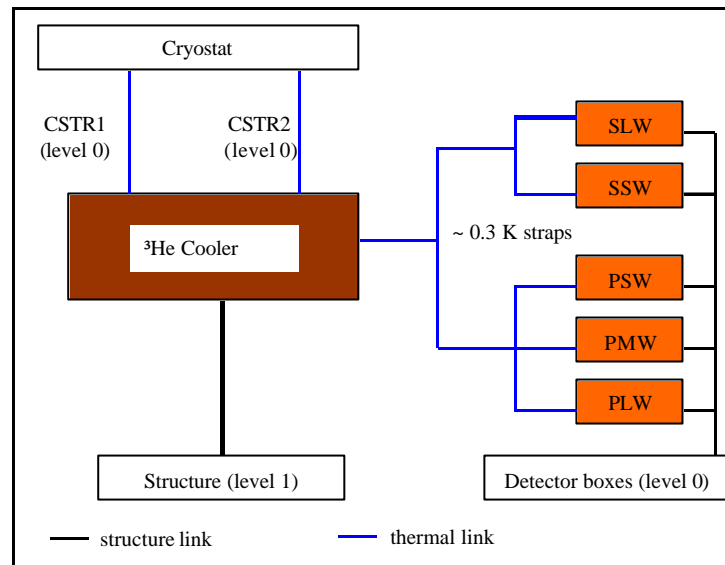 Cryostat
CSTR1
(level 0)
CSTR2
(level 0)
SLW
SSW
³He Cooler
~ 0.3 K straps
PSW
PMW
PLW
Structure (level 1)
Detector boxes (level 0)
structure link
thermal link